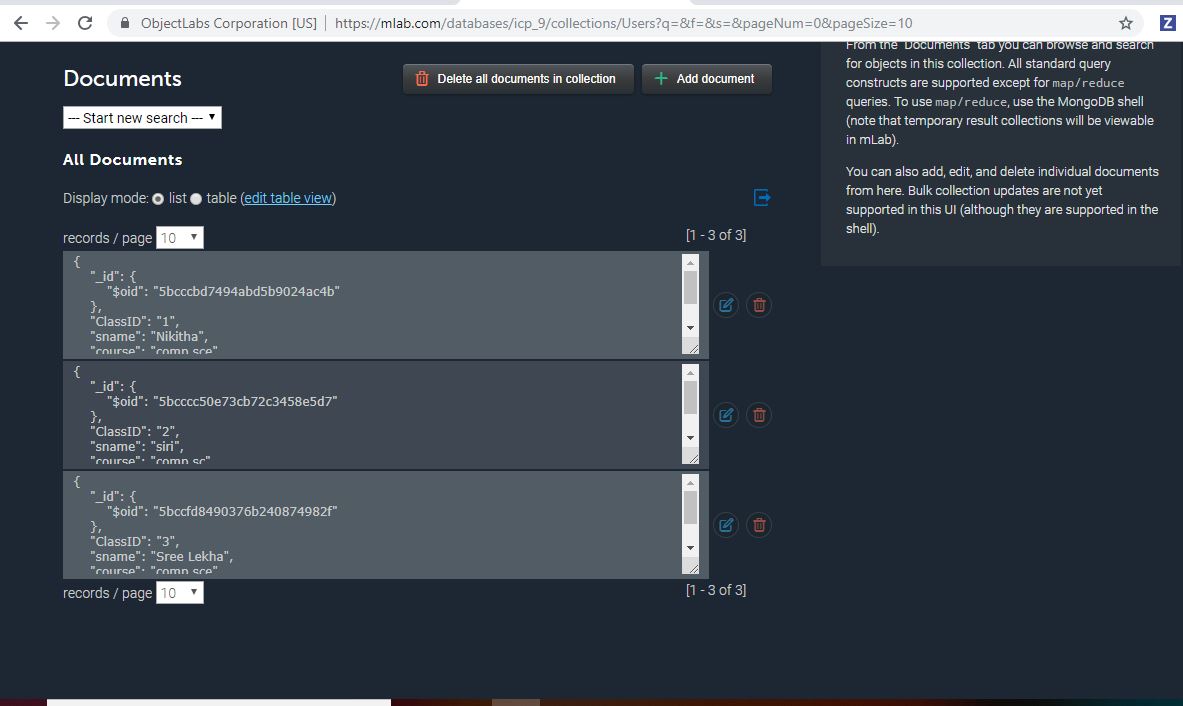 ObjectLabs Corporation [US] | https://mlab.com/databases/icp_9/collections/Users?q=&f=&s=&pageNum=0&pageSize=10
Z
Documents
Delete all documents in collection
Add document
--- Start new search ---
All Documents
Display mode: list table (edit table view)
records / page 10
[1 - 3 of 3]
{
"_id": {
"$oid": "5bcccbd7494abd5b9024ac4b"
},
"ClassID": "1",
"sname": "Nikitha",
"course": "comp sce"
{
"_id": {
"$oid": "5bcccc50e73cb72c3458e5d7"
},
"ClassID": "2",
"sname": "siri",
"course": "comp sc"
{
"_id": {
"$oid": "5bccfd8490376b240874982f"
},
"ClassID": "3",
"sname": "Sree Lekha",
"course": "comp sce"
records / page 10
[1 - 3 of 3]
From the "Documents" tab you can browse and search
for objects in this collection. All standard query
constructs are supported except for map/reduce
queries. To use map/reduce, use the MongoDB shell
(note that temporary result collections will be viewable
in mLab).
You can also add, edit, and delete individual documents
from here. Bulk collection updates are not yet
supported in this UI (although they are supported in the
shell).